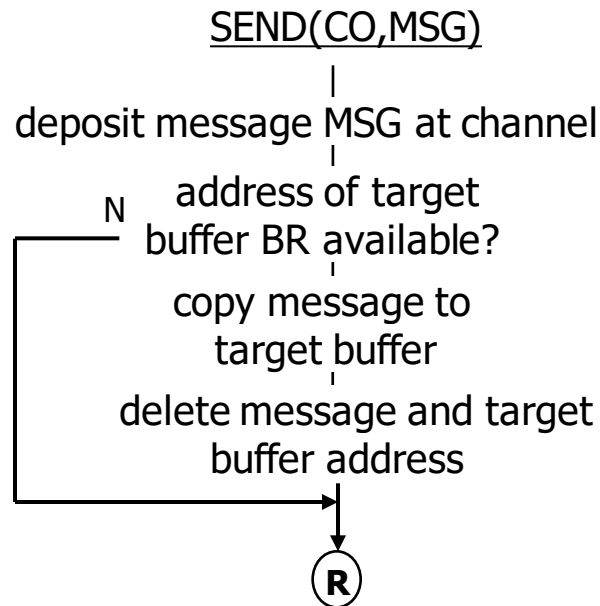 SEND(CO,MSG)
deposit message MSG at channel
address of target
N
buffer BR available?
copy message to
target buffer
delete message and target
buffer address
R